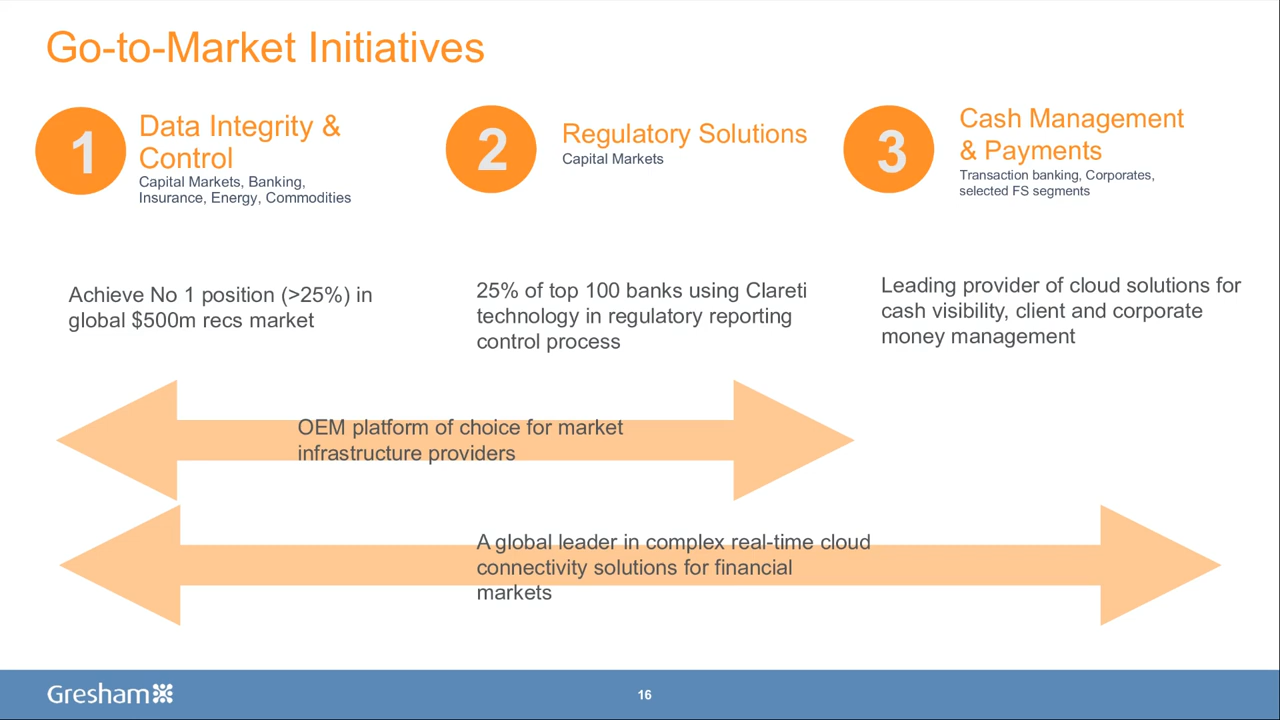 Go-to-Market Initiatives
1
Data Integrity &
Control
Capital Markets, Banking,
Insurance, Energy, Commodities
2
Regulatory Solutions
Capital Markets
3
Cash Management
& Payments
Transaction banking, Corporates,
selected FS segments
Achieve No 1 position (>25%) in
global $500m recs market
25% of top 100 banks using Clareti
technology in regulatory reporting
control process
Leading provider of cloud solutions for
cash visibility, client and corporate
money management
OEM platform of choice for market
infrastructure providers
A global leader in complex real-time cloud
connectivity solutions for financial
markets
Gresham
16